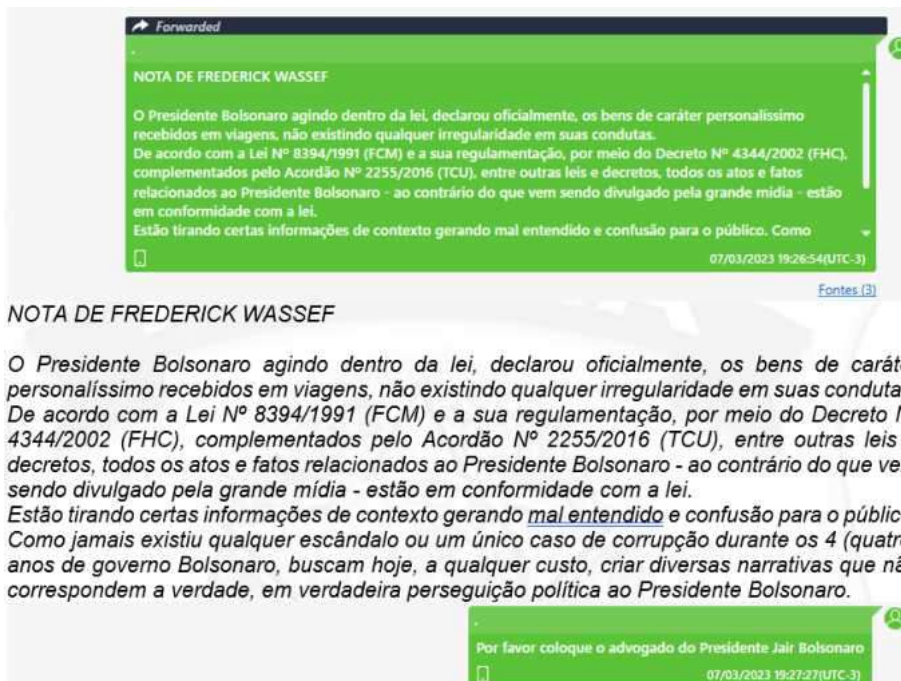 Forwarded
.
NOTA DE FREDERICK WASSEF
O Presidente Bolsonaro agindo dentro da lei, declarou oficialmente, os bens de caráter personalíssimo
recebidos em viagens, não existindo qualquer irregularidade em suas condutas.
De acordo com a Lei Nº 8394/1991 (FCM) e a sua regulamentação, por meio do Decreto Nº 4344/2002 (FHC),
complementados pelo Acordão Nº 2255/2016 (TCU), entre outras leis e decretos, todos os atos e fatos
relacionados ao Presidente Bolsonaro - ao contrário do que vem sendo divulgado pela grande mídia - estão
em conformidade com a lei.
Estão tirando certas informações de contexto gerando mal entendido e confusão para o público. Como
07/03/2023 19:26:54(UTC-3)
Fontes (3)
NOTA DE FREDERICK WASSEF
O Presidente Bolsonaro agindo dentro da lei, declarou oficialmente, os bens de caráte
personalíssimo recebidos em viagens, não existindo qualquer irregularidade em suas conduta
De acordo com a Lei Nº 8394/1991 (FCM) e a sua regulamentação, por meio do Decreto N
4344/2002 (FHC), complementados pelo Acordão Nº 2255/2016 (TCU), entre outras leis
decretos, todos os atos e fatos relacionados ao Presidente Bolsonaro - ao contrário do que ve
sendo divulgado pela grande mídia - estão em conformidade com a lei.
Estão tirando certas informações de contexto gerando mal entendido e confusão para o públic
Como jamais existiu qualquer escândalo ou um único caso de corrupção durante os 4 (quatr
anos de governo Bolsonaro, buscam hoje, a qualquer custo, criar diversas narrativas que nã
correspondem a verdade, em verdadeira perseguição política ao Presidente Bolsonaro.
.
Por favor coloque o advogado do Presidente Jair Bolsonaro
07/03/2023 19:27:27(UTC-3)